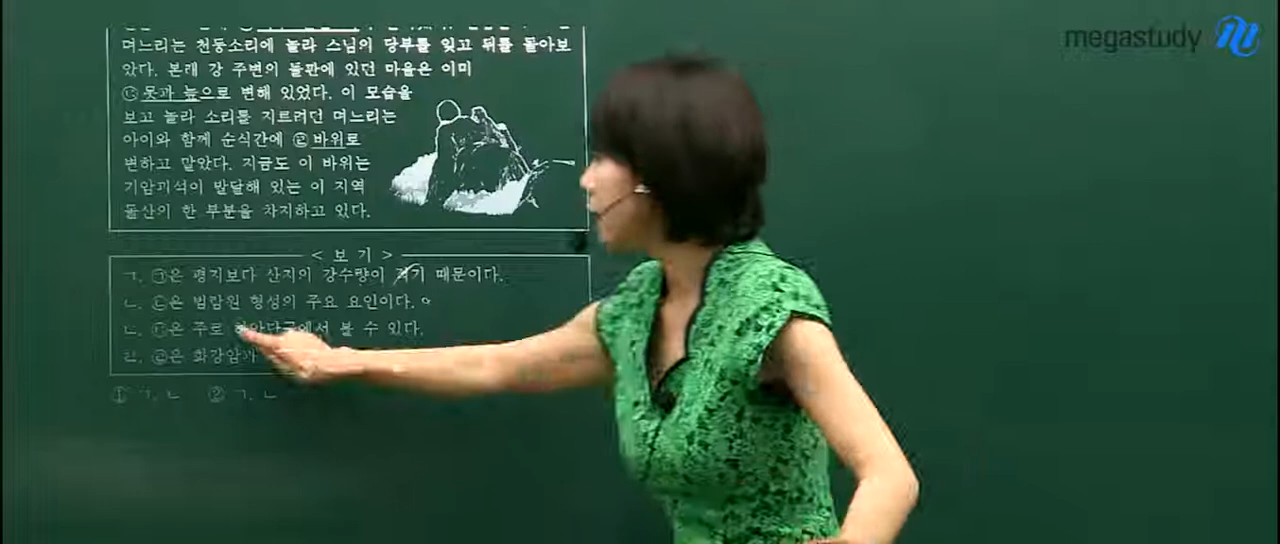 며느리는 천둥소리에 놀라 스님의 당부를 잊고 뒤를 돌아보
았다. 본래 강 주변의 들판에 있던 마을은 이미
㉢ 못과 늪으로 변해 있었다. 이 모습을
보고 놀라 소리를 지르려던 며느리는
아이와 함께 순식간에 ㉣ 바위로
변하고 말았다. 지금도 이 바위는
기암괴석이 발달해 있는 이 지역
돌산의 한 부분을 차지하고 있다.
< 보 기 >
ㄱ. ㉠은 평지보다 산지의 강수량이 적기 때문이다.
ㄴ. ㉡은 범람원 형성의 주요 요인이다.
ㄷ. ㉢은 주로 에서 볼 수 있다.
ㄹ. ㉣은 화강암
① ㄱ, ㄴ ② ㄱ, ㄴ
megastudy